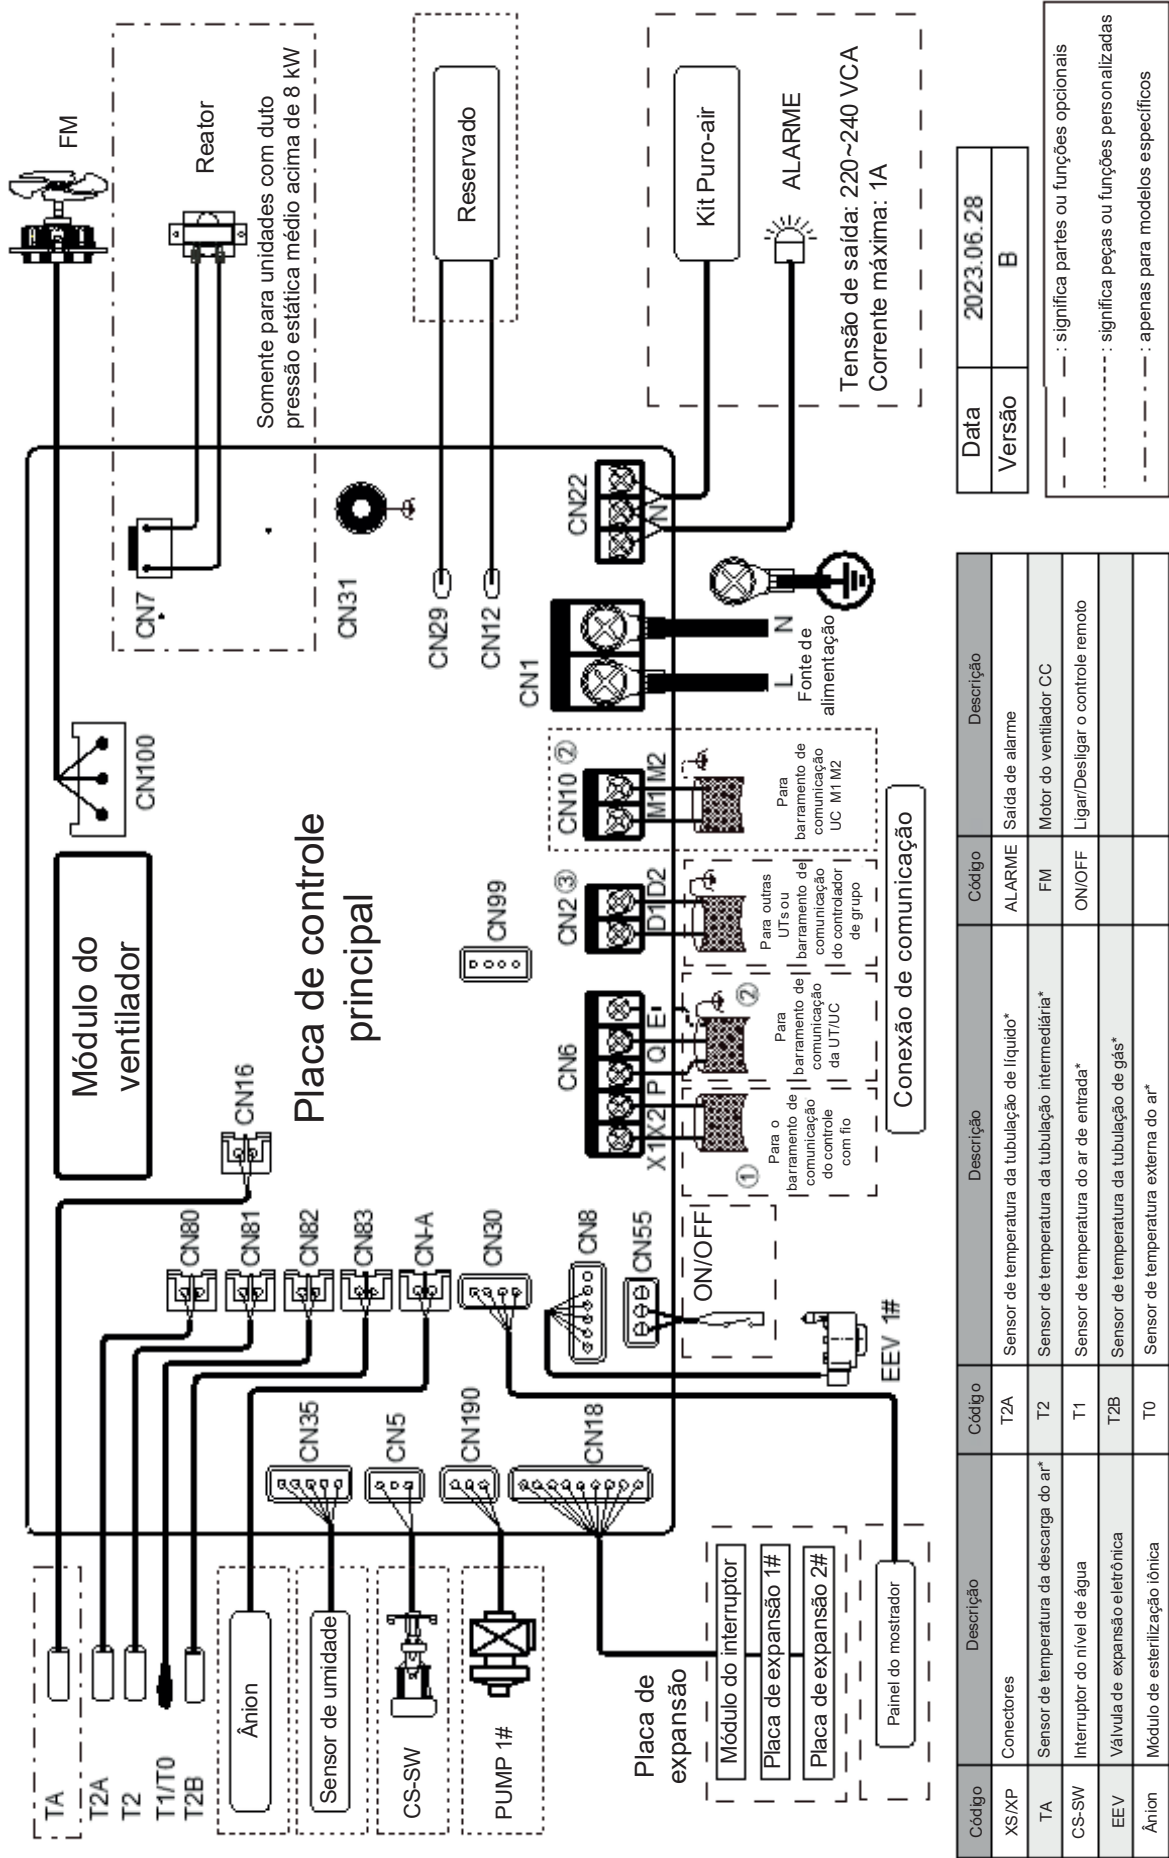 FM
Reator
Somente para unidades com duto
pressão estática médio acima de 8 kW
Reservado
Kit Puro-air
ALARME
Tensão de saída: 220~240 VCA
Corrente máxima: 1A
CN7
CN31
CN29
CN12
CN22
N
CN1
L
N
Fonte de
alimentação
CN100
Módulo do
ventilador
Placa de controle
principal
CN99
CN16
CN10 ②
M1 M2
Para
barramento de
comunicação
UC M1 M2
CN2 ③
D1 D2
Para outras
UTs ou
barramento de
comunicação
do controlador
de grupo
CN6
X1 X2 P Q E
②
Para
barramento de
comunicação
da UT/UC
①
Para o
barramento de
comunicação
do controle
com fio
Conexão de comunicação
CN80
CN81
CN82
CN83
CN-A
CN30
CN8
CN55
ON/OFF
EEV 1#
CN35
CN5
CN190
CN18
TA
T2A
T2
T1/T0
T2B
Ânion
Sensor de umidade
CS-SW
PUMP 1#
Placa de
expansão
Módulo do interruptor
Placa de expansão 1#
Placa de expansão 2#
Painel do mostrador
Data 2023.06.28
Versão B
: significa partes ou funções opcionais
: significa peças ou funções personalizadas
: apenas para modelos específicos
Código Descrição Código Descrição Código Descrição
XS/XP Conectores T2A Sensor de temperatura da tubulação de líquido* ALARME Saída de alarme
TA Sensor de temperatura da descarga do ar* T2 Sensor de temperatura da tubulação intermediária* FM Motor do ventilador CC
CS-SW Interruptor do nível de água T1 Sensor de temperatura do ar de entrada* ON/OFF Ligar/Desligar o controle remoto
EEV Válvula de expansão eletrônica T2B Sensor de temperatura da tubulação de gás*
Ânion Módulo de esterilização iônica T0 Sensor de temperatura externa do ar*